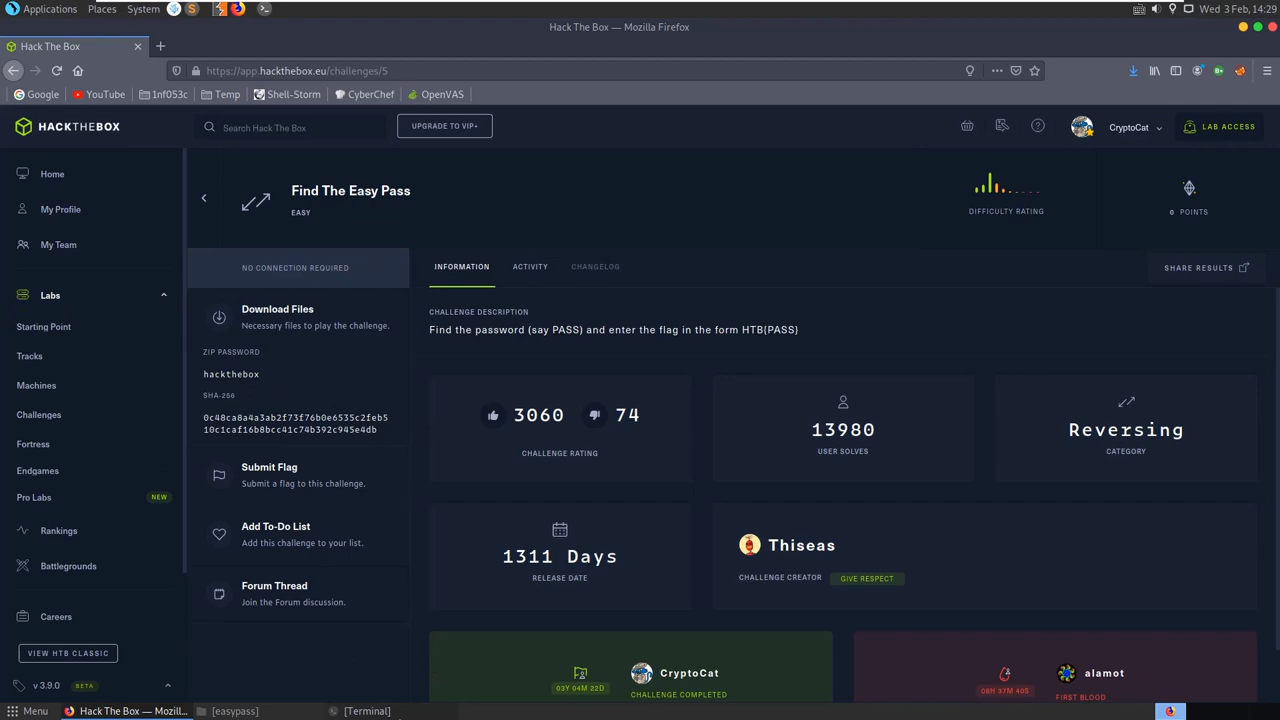 Applications Places System Wed 3 Feb, 14:29
Hack The Box — Mozilla Firefox
Hack The Box
https://app.hackthebox.eu/challenges/5
Google YouTube 1nf053c Temp Shell-Storm CyberChef OpenVAS
HACKTHEBOX Search Hack The Box UPGRADE TO VIP+ CryptoCat LAB ACCESS
Home
My Profile
My Team
Labs
Starting Point
Tracks
Machines
Challenges
Fortress
Endgames
Pro Labs NEW
Rankings
Battlegrounds
Careers
VIEW HTB CLASSIC
v 3.9.0 BETA
Find The Easy Pass
EASY
DIFFICULTY RATING
0 POINTS
NO CONNECTION REQUIRED
Download Files
Necessary files to play the challenge.
ZIP PASSWORD
hackthebox
SHA-256
0c48ca8a4a3ab2f73f76b0e6535c2feb5
10c1caf16b8bcc41c74b392c945e4db
Submit Flag
Submit a flag to this challenge.
Add To-Do List
Add this challenge to your list.
Forum Thread
Join the Forum discussion.
INFORMATION ACTIVITY CHANGELOG SHARE RESULTS
CHALLENGE DESCRIPTION
Find the password (say PASS) and enter the flag in the form HTB{PASS}
3060 74
CHALLENGE RATING
13980
USER SOLVES
Reversing
CATEGORY
1311 Days
RELEASE DATE
Thiseas
CHALLENGE CREATOR GIVE RESPECT
CryptoCat
03Y 04M 22D
CHALLENGE COMPLETED
alamot
08H 37M 40S
FIRST BLOOD
Menu Hack The Box — Mozill... [easypass] [Terminal]